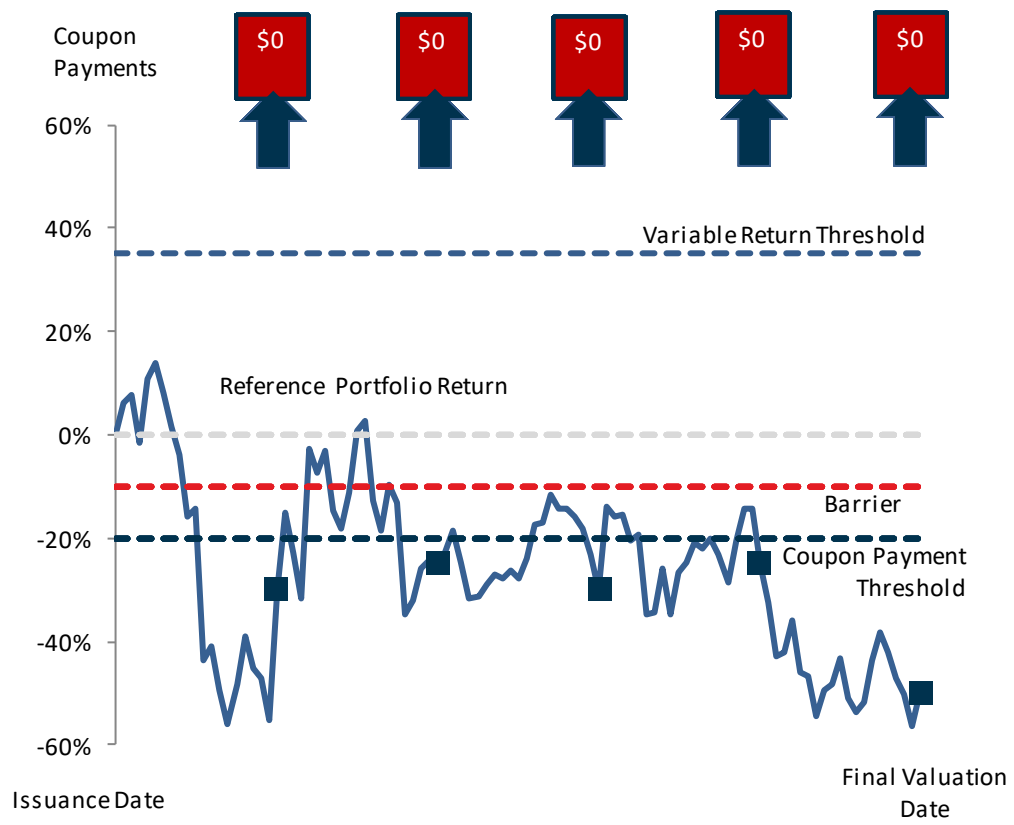 Coupon
Payments
$0
$0
$0
$0
$0
60%
40%
Variable Return Threshold
20%
Reference Portfolio Return
0%
Barrier
-20%
Coupon Payment
Threshold
-40%
-60%
Final Valuation
Date
Issuance Date